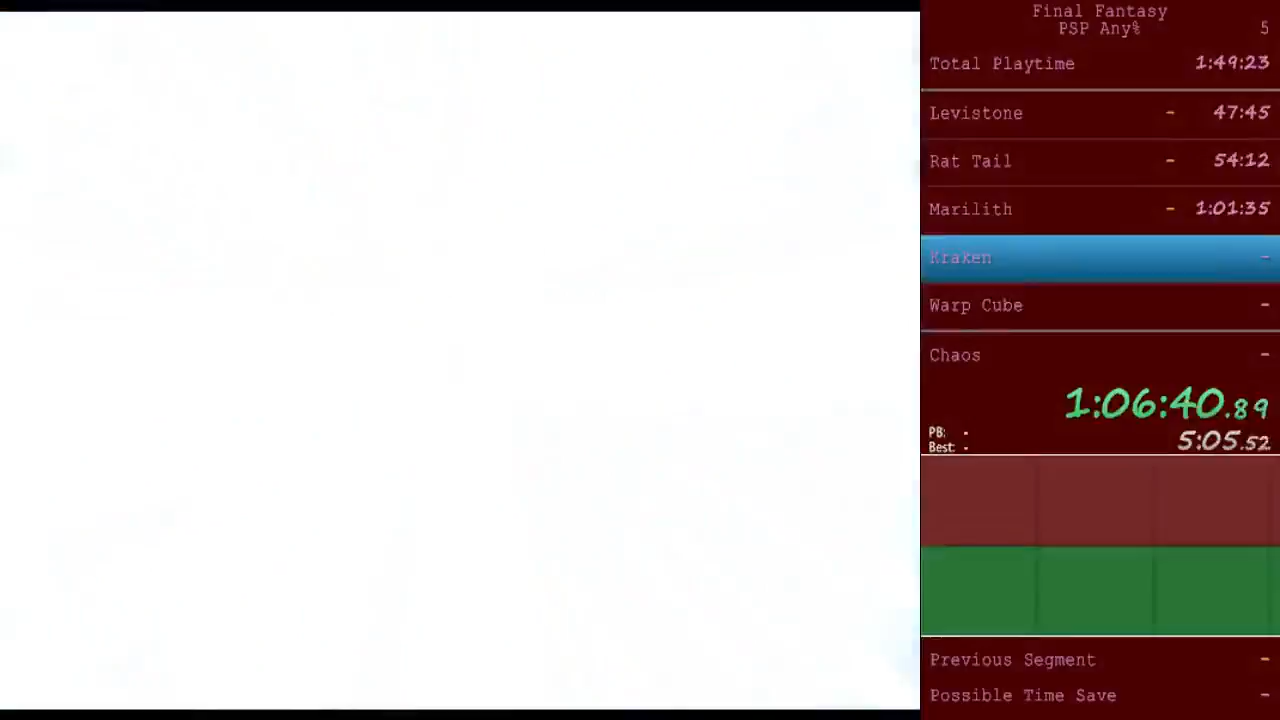 Final Fantasy
PSP Any% 5
Total Playtime 1:49:23
Levistone - 47:45
Rat Tail - 54:12
Marilith - 1:01:35
Kraken -
Warp Cube -
Chaos -
1:06:40.89
PB: -
5:05.52
Best: -
Previous Segment -
Possible Time Save -